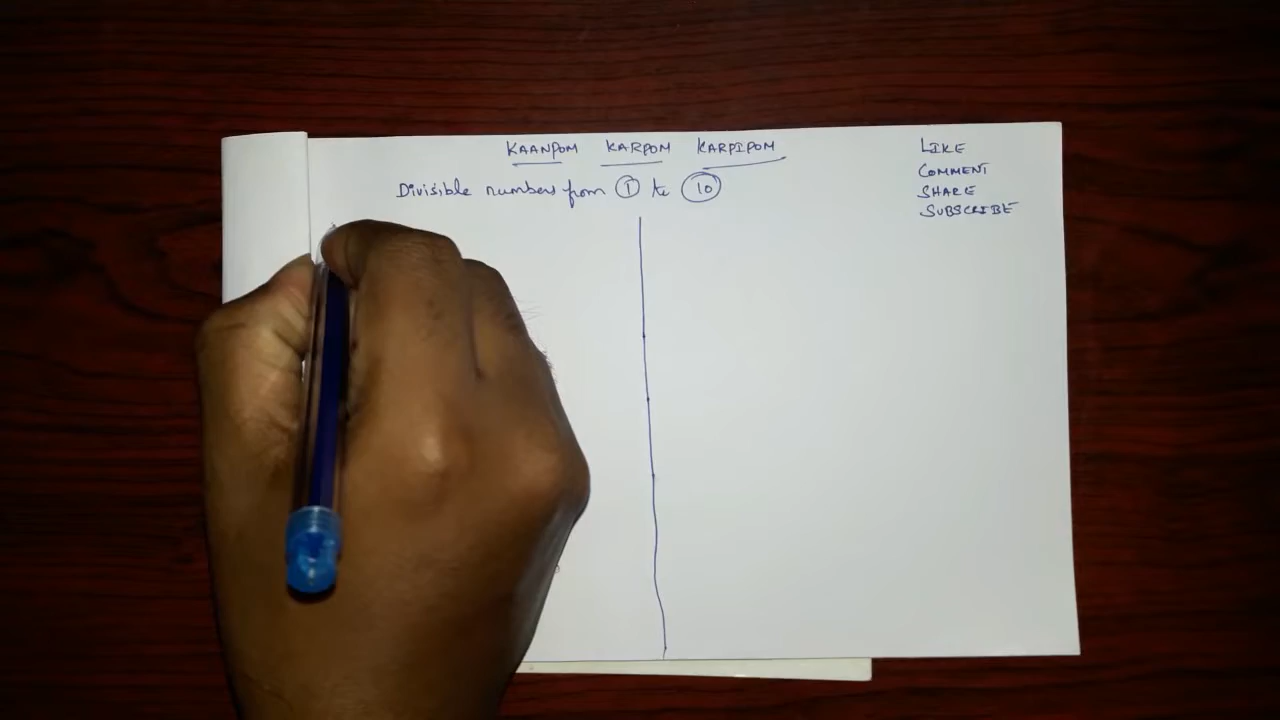 KAANPOM KARPOM KARPIPOM
Divisible numbers from 1 to 10
LIKE
COMMENT
SHARE
SUBSCRIBE